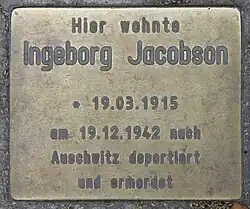 Hier wohnte
Ingeborg Jacobson
* 19.03.1915
am 19.12.1942 nach
Auschwitz deportiert
und ermordet